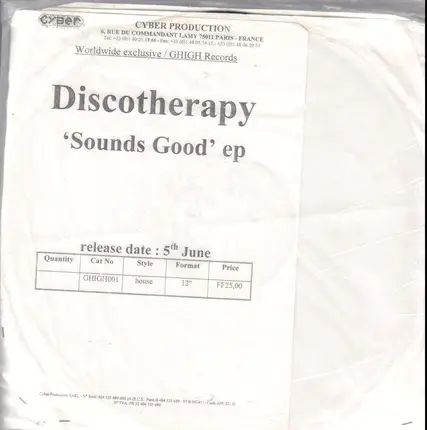 cyber
CYBER PRODUCTION
6, RUE DU COMMANDANT LAMY 75011 PARIS - FRANCE
Worldwide exclusive / GHIGH Records
Discotherapy
‘Sounds Good’ ep
release date : 5th June
Quantity Cat No Style Format Price
GHIGH001 house 12" FF25,00